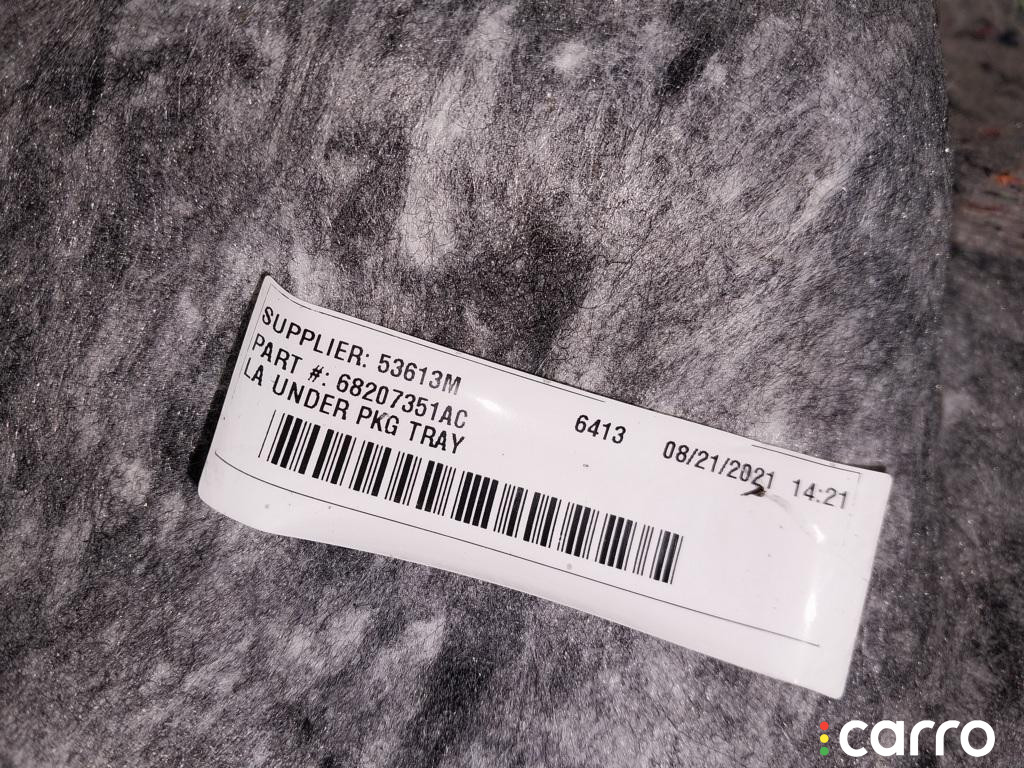 SUPPLIER: 53613M
PART #: 68207351AC 6413 08/21/2021 14:21
LA UNDER PKG TRAY
carro